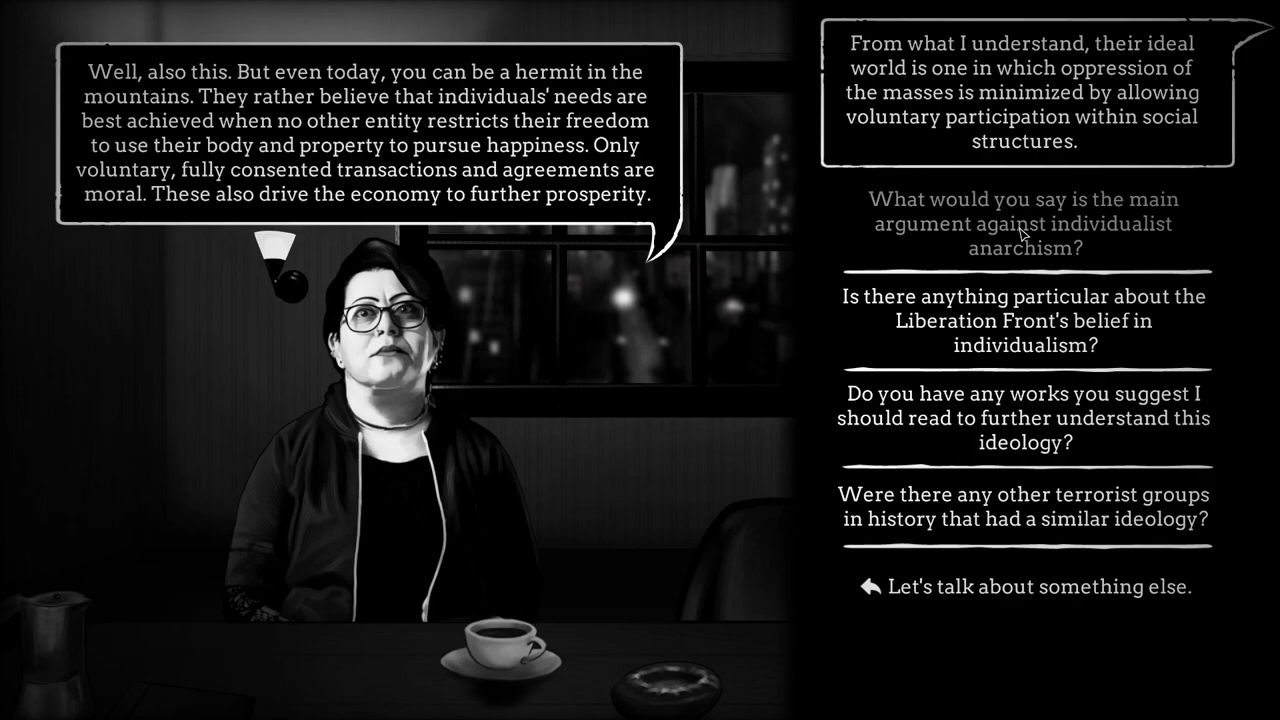 Well, also this. But even today, you can be a hermit in the
mountains. They rather believe that individuals' needs are
best achieved when no other entity restricts their freedom
to use their body and property to pursue happiness. Only
voluntary, fully consented transactions and agreements are
moral. These also drive the economy to further prosperity.
From what I understand, their ideal
world is one in which oppression of
the masses is minimized by allowing
voluntary participation within social
structures.
What would you say is the main
argument against individualist
anarchism?
Is there anything particular about the
Liberation Front's belief in
individualism?
Do you have any works you suggest I
should read to further understand this
ideology?
Were there any other terrorist groups
in history that had a similar ideology?
Let's talk about something else.